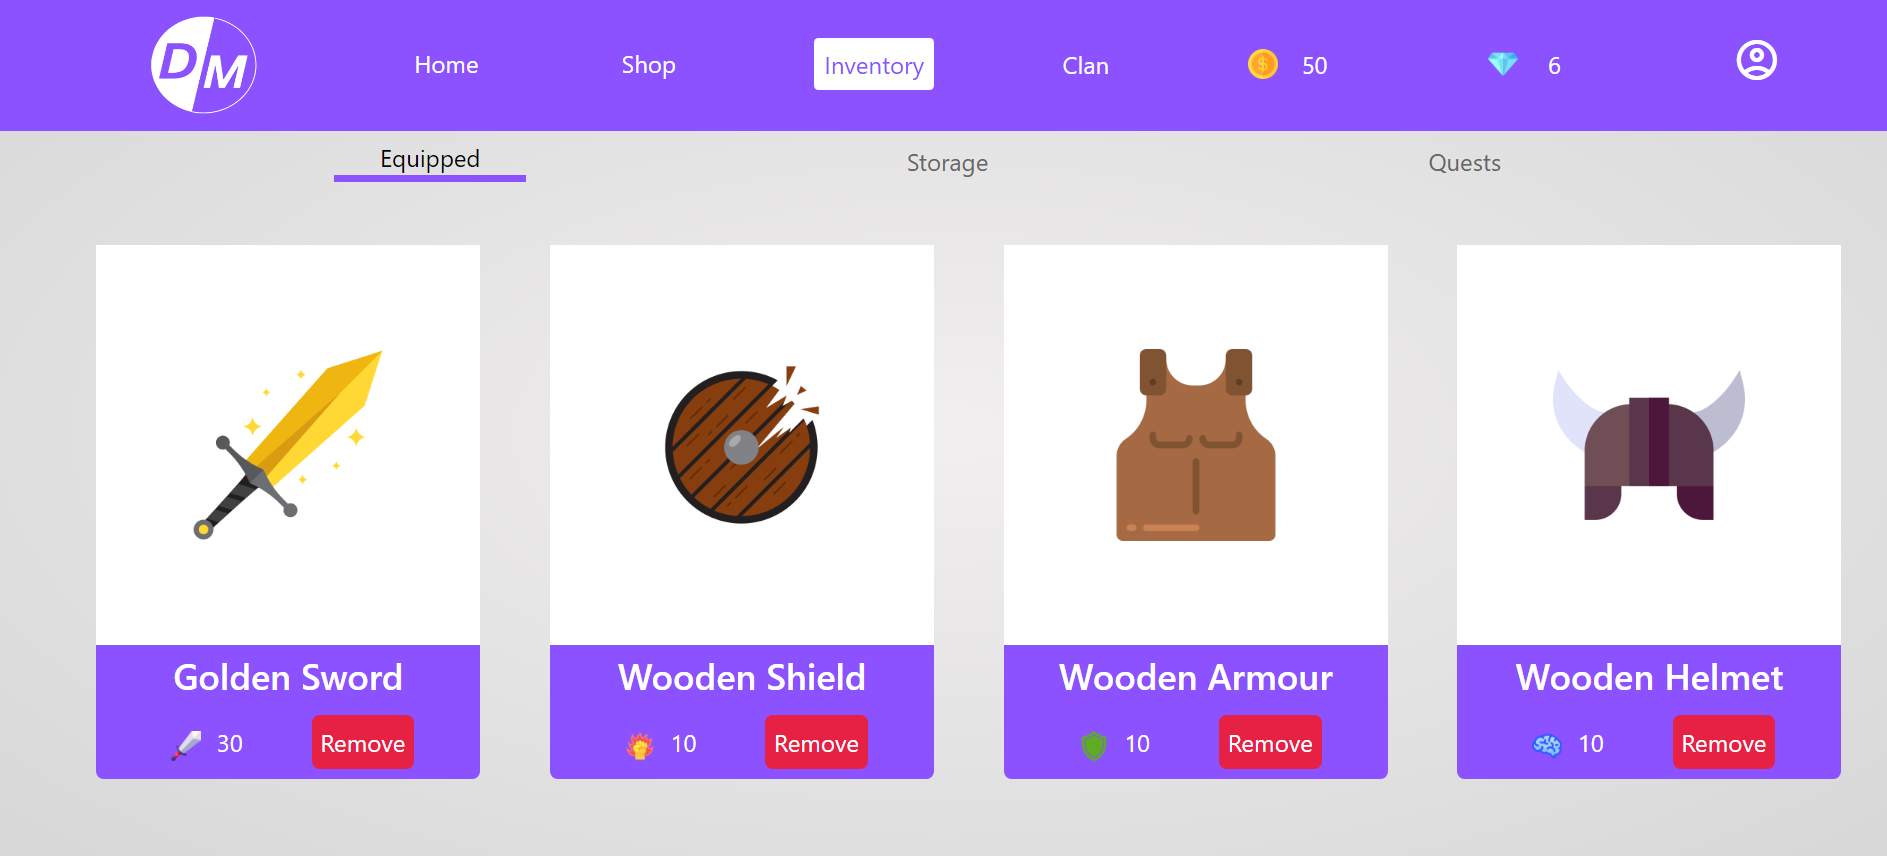 DM
Home Shop Inventory Clan 50 6
Equipped Storage Quests
Golden Sword
30 Remove
Wooden Shield
10 Remove
Wooden Armour
10 Remove
Wooden Helmet
10 Remove